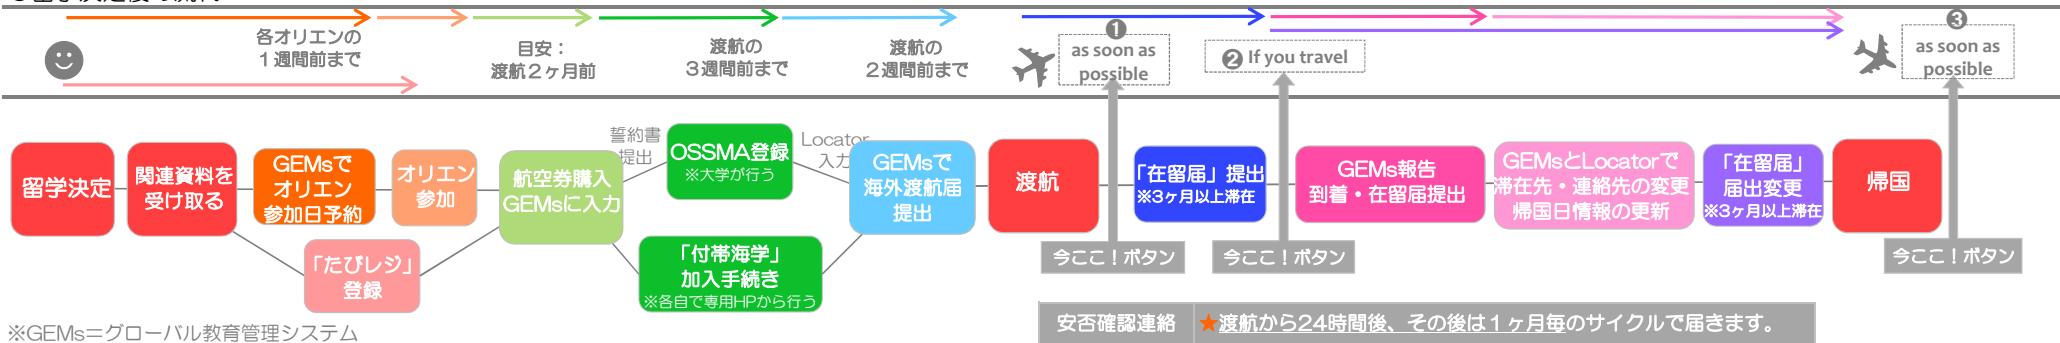 各オリエンの
１週間前まで
目安：
渡航２ヶ月前
渡航の
３週間前まで
渡航の
２週間前まで
❶
as soon as
possible
❷ If you travel
❸
as soon as
possible
留学決定
関連資料を
受け取る
GEMsで
オリエン
参加日予約
オリエン
参加
「たびレジ」
登録
航空券購入
GEMsに入力
誓約書
提出
OSSMA登録
※大学が行う
Locator
入力
「付帯海学」
加入手続き
※各自で専用HPから行う
GEMsで
海外渡航届
提出
渡航
「在留届」提出
※3ヶ月以上滞在
GEMs報告
到着・在留届提出
GEMsとLocatorで
滞在先・連絡先の変更
帰国日情報の更新
「在留届」
届出変更
※3ヶ月以上滞在
帰国
今ここ！ボタン
今ここ！ボタン
今ここ！ボタン
安否確認連絡
★渡航から24時間後、その後は１ヶ月毎のサイクルで届きます。
※GEMs＝グローバル教育管理システム